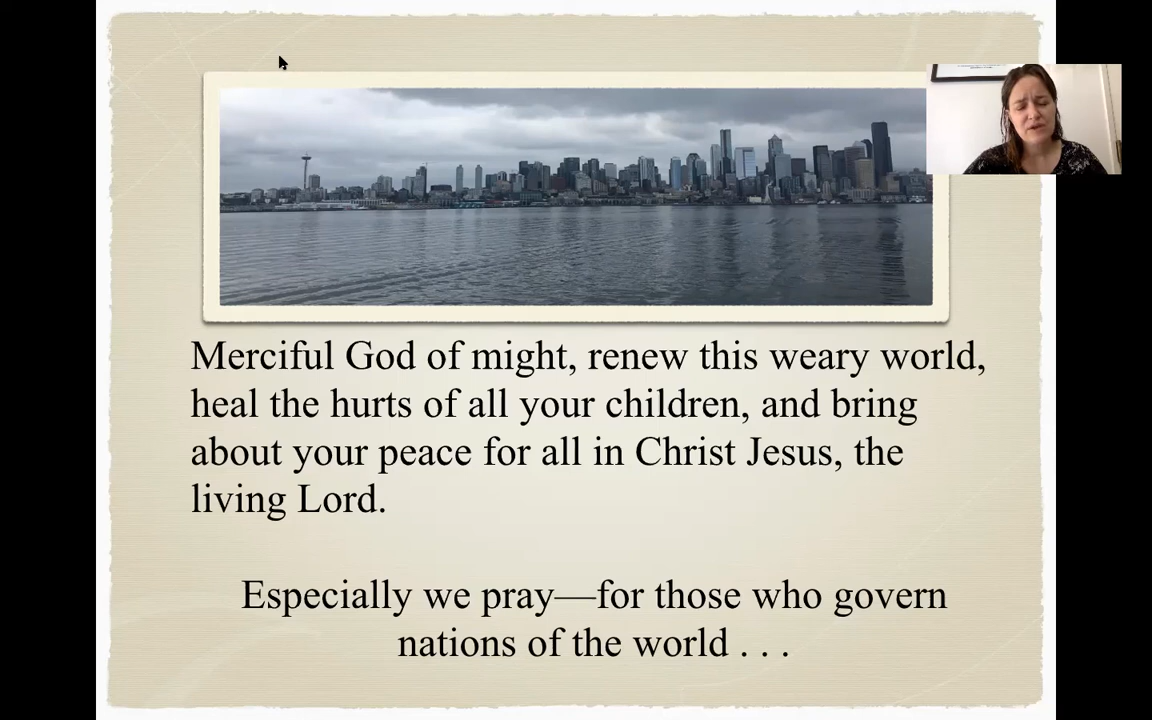 Merciful God of might, renew this weary world,
heal the hurts of all your children, and bring
about your peace for all in Christ Jesus, the
living Lord.
Especially we pray—for those who govern
nations of the world . . .